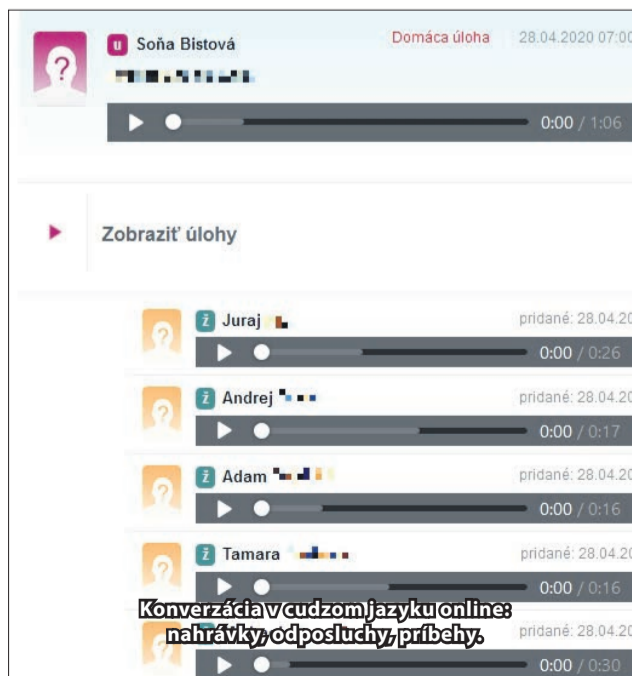 u Soňa Bistová Domáca úloha 28.04.2020 07:00
0:00 / 1:06
Zobraziť úlohy
ž Juraj pridané: 28.04.20
0:00 / 0:26
ž Andrej pridané: 28.04.20
0:00 / 0:17
ž Adam pridané: 28.04.20
0:00 / 0:16
ž Tamara pridané: 28.04.20
0:00 / 0:16
pridané: 28.04.20
0:00 / 0:30
Konverzácia v cudzom jazyku online:
nahrávky, odposluchy, príbehy.